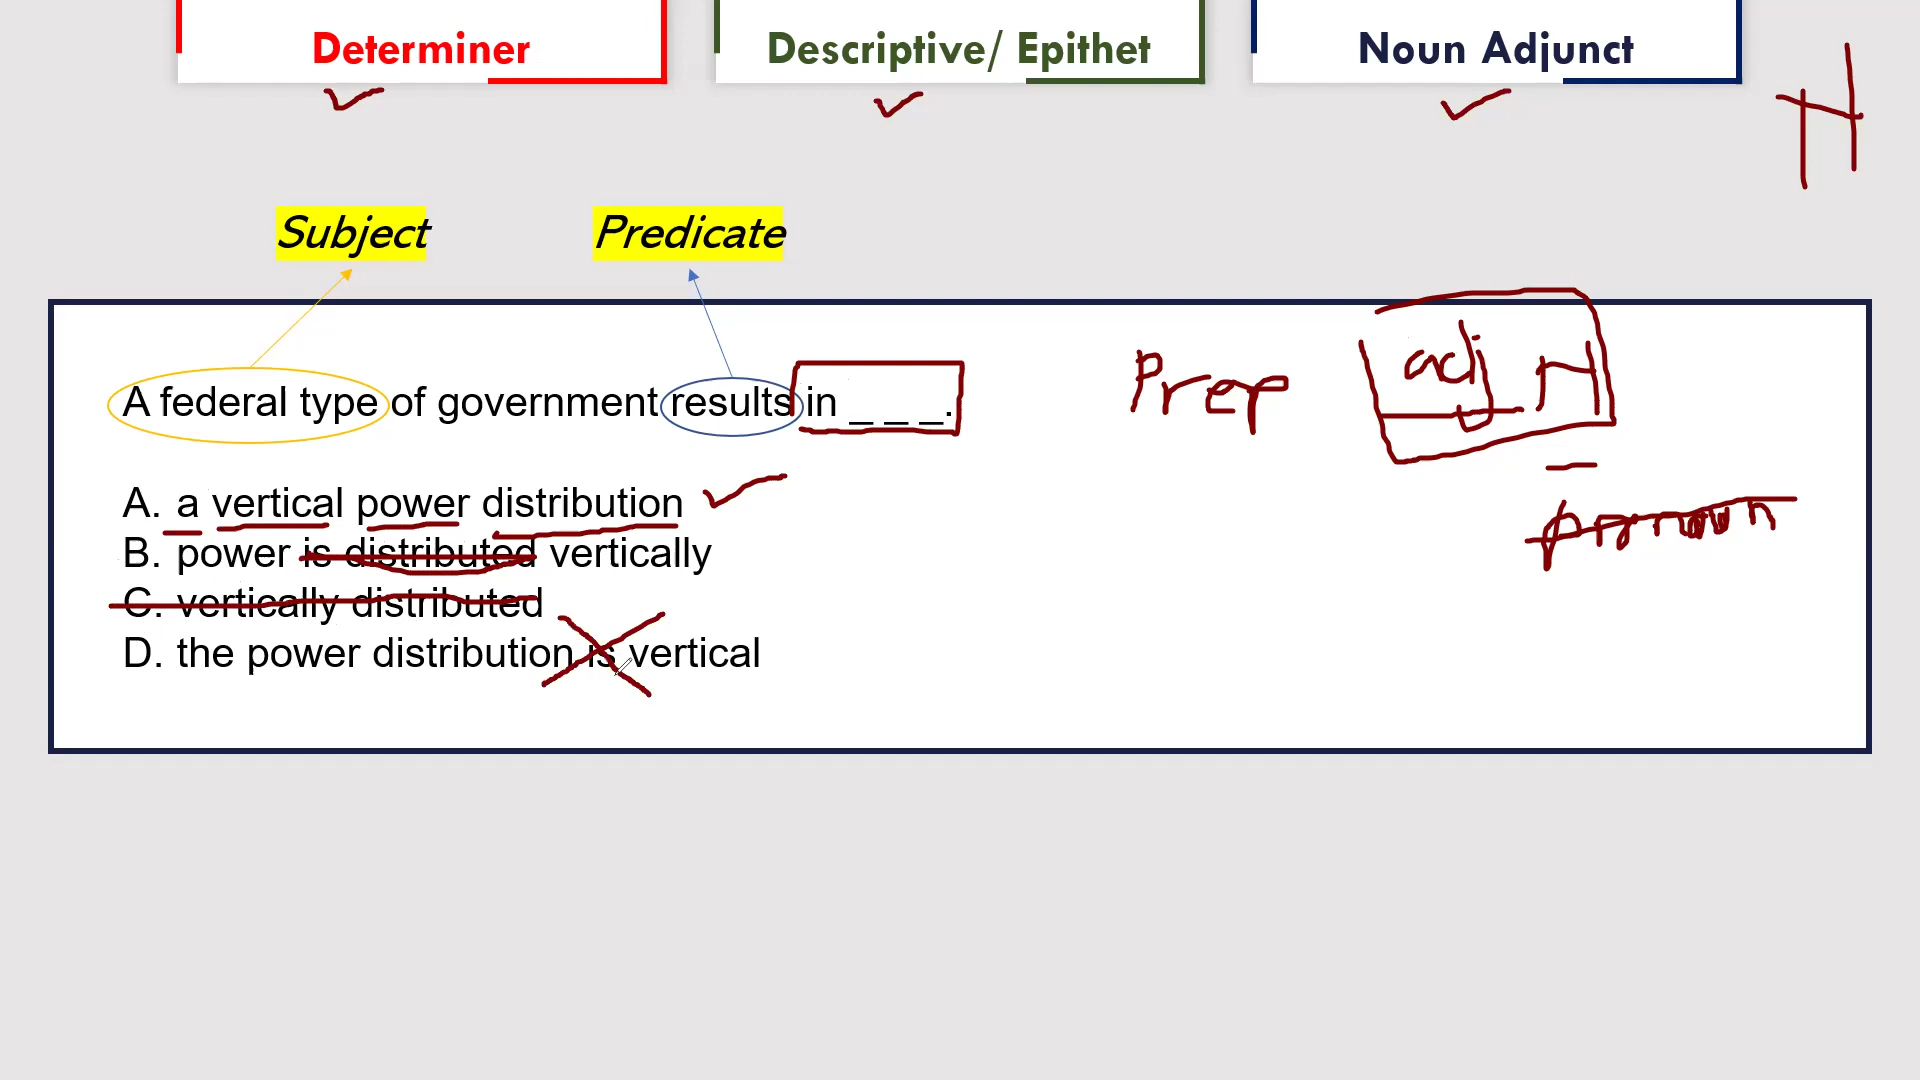 Determiner
Descriptive/ Epithet
Noun Adjunct
H
Subject
Predicate
A federal type of government results in _ _ _.
Prep adj N
A. a vertical power distribution
B. power is distributed vertically
C. vertically distributed
D. the power distribution is vertical